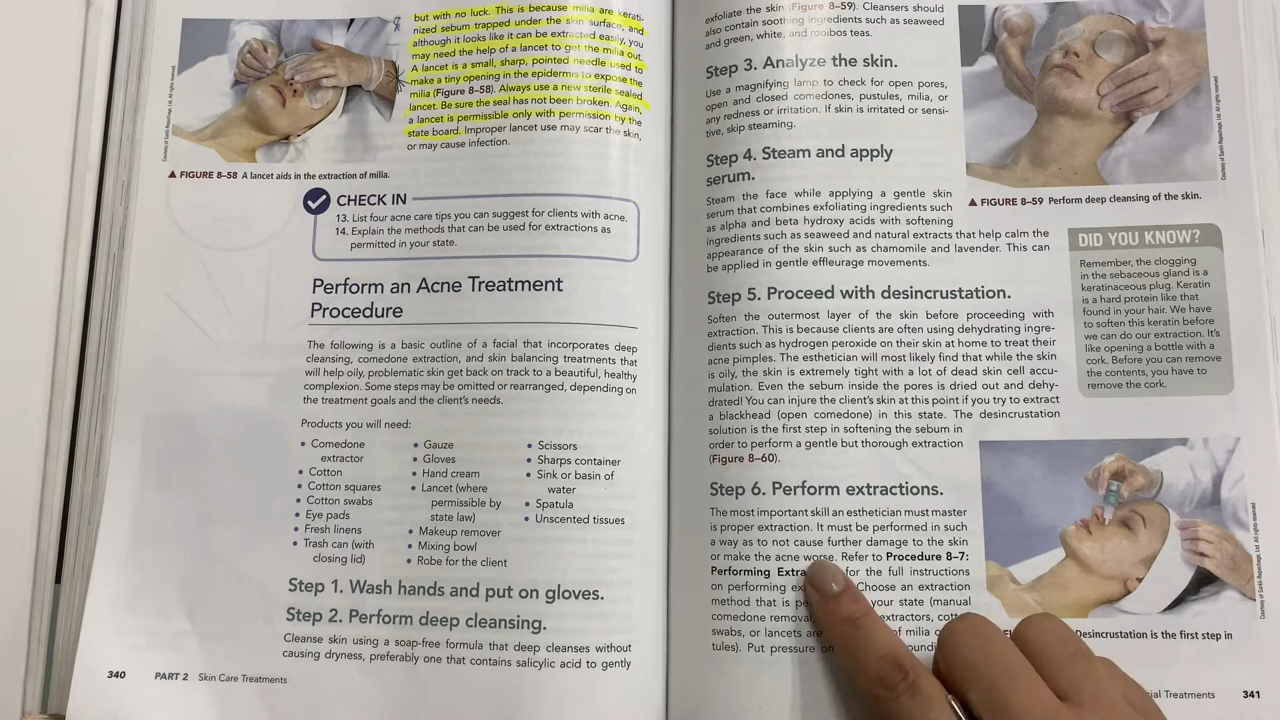 but with no luck. This is because milia are kerati-
nized sebum trapped under the skin surface, and
although it looks like it can be extracted easily, you
may need the help of a lancet to get the milia out.
A lancet is a small, sharp, pointed needle used to
make a tiny opening in the epidermis to expose the
milia (Figure 8–58). Always use a new sterile sealed
lancet. Be sure the seal has not been broken. Again,
a lancet is permissible only with permission by the
state board. Improper lancet use may scar the skin,
or may cause infection.
Courtesy of Sarkli-Repechage, Ltd. All rights reserved.
▲ FIGURE 8–58 A lancet aids in the extraction of milia.
CHECK IN
13. List four acne care tips you can suggest for clients with acne.
14. Explain the methods that can be used for extractions as
permitted in your state.
Perform an Acne Treatment
Procedure
The following is a basic outline of a facial that incorporates deep
cleansing, comedone extraction, and skin balancing treatments that
will help oily, problematic skin get back on track to a beautiful, healthy
complexion. Some steps may be omitted or rearranged, depending on
the treatment goals and the client's needs.
Products you will need:
• Comedone
extractor
• Cotton
• Cotton squares
• Cotton swabs
• Eye pads
• Fresh linens
• Trash can (with
closing lid)
• Gauze
• Gloves
• Hand cream
• Lancet (where
permissible by
state law)
• Makeup remover
• Mixing bowl
• Robe for the client
• Scissors
• Sharps container
• Sink or basin of
water
• Spatula
• Unscented tissues
Step 1. Wash hands and put on gloves.
Step 2. Perform deep cleansing.
Cleanse skin using a soap-free formula that deep cleanses without
causing dryness, preferably one that contains salicylic acid to gently
340 PART 2 Skin Care Treatments
exfoliate the skin (Figure 8–59). Cleansers should
also contain soothing ingredients such as seaweed
and green, white, and rooibos teas.
Step 3. Analyze the skin.
Use a magnifying lamp to check for open pores,
open and closed comedones, pustules, milia, or
any redness or irritation. If skin is irritated or sensi-
tive, skip steaming.
Step 4. Steam and apply
serum.
Steam the face while applying a gentle skin
serum that combines exfoliating ingredients such
as alpha and beta hydroxy acids with softening
ingredients such as seaweed and natural extracts that help calm the
appearance of the skin such as chamomile and lavender. This can
be applied in gentle effleurage movements.
Step 5. Proceed with desincrustation.
Soften the outermost layer of the skin before proceeding with
extraction. This is because clients are often using dehydrating ingre-
dients such as hydrogen peroxide on their skin at home to treat their
acne pimples. The esthetician will most likely find that while the skin
is oily, the skin is extremely tight with a lot of dead skin cell accu-
mulation. Even the sebum inside the pores is dried out and dehy-
drated! You can injure the client's skin at this point if you try to extract
a blackhead (open comedone) in this state. The desincrustation
solution is the first step in softening the sebum in
order to perform a gentle but thorough extraction
(Figure 8–60).
Step 6. Perform extractions.
The most important skill an esthetician must master
is proper extraction. It must be performed in such
a way as to not cause further damage to the skin
or make the acne worse. Refer to Procedure 8–7:
Performing for the full instructions
on performing Choose an extraction
method that is your state (manual
comedone removal, extractors,
swabs, or lancets are of milia
tules). Put pressure on
Courtesy of Sarkli-Repechage, Ltd. All rights reserved.
▲ FIGURE 8–59 Perform deep cleansing of the skin.
DID YOU KNOW?
Remember, the clogging
in the sebaceous gland is a
keratinaceous plug. Keratin
is a hard protein like that
found in your hair. We have
to soften this keratin before
we can do our extraction. It's
like opening a bottle with a
cork. Before you can remove
the contents, you have to
remove the cork.
Courtesy of Sarkli-Repechage, Ltd. All rights reserved
Desincrustation is the first step in
Treatments 341